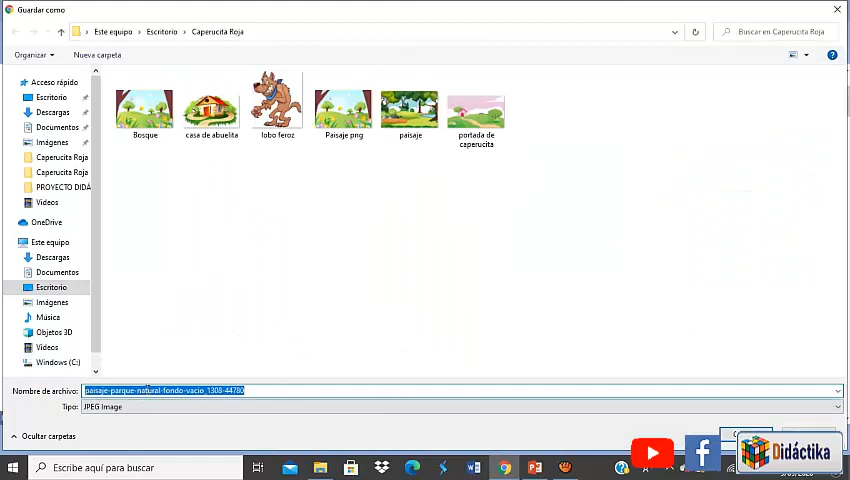 Guardar como
Este equipo › Escritorio › Caperucita Roja
Buscar en Caperucita Roja
Organizar
Nueva carpeta
Acceso rápido
Escritorio
Descargas
Documentos
Imágenes
Caperucita Roja
Caperucita Roja
PROYECTO DIDÁ
Videos
OneDrive
Este equipo
Descargas
Documentos
Escritorio
Imágenes
Música
Objetos 3D
Videos
Windows (C:)
Bosque
casa de abuelita
lobo feroz
Paisaje png
paisaje
portada de
caperucita
Nombre de archivo:
paisaje-parque-natural-fondo-vacio_1308-44780
Tipo:
JPEG Image
Ocultar carpetas
Didáctika
Escribe aquí para buscar